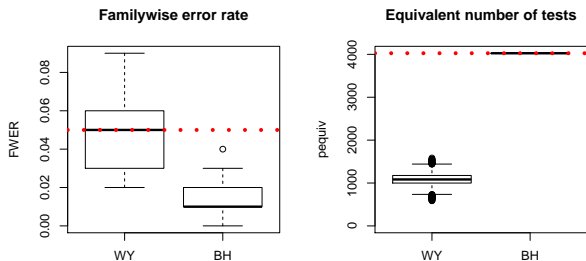 Familywise error rate
FWER
0.00
0.02
0.04
0.06
0.08
WY
BH
Equivalent number of tests
pequiv
0
1000
2000
3000
4000
WY
BH